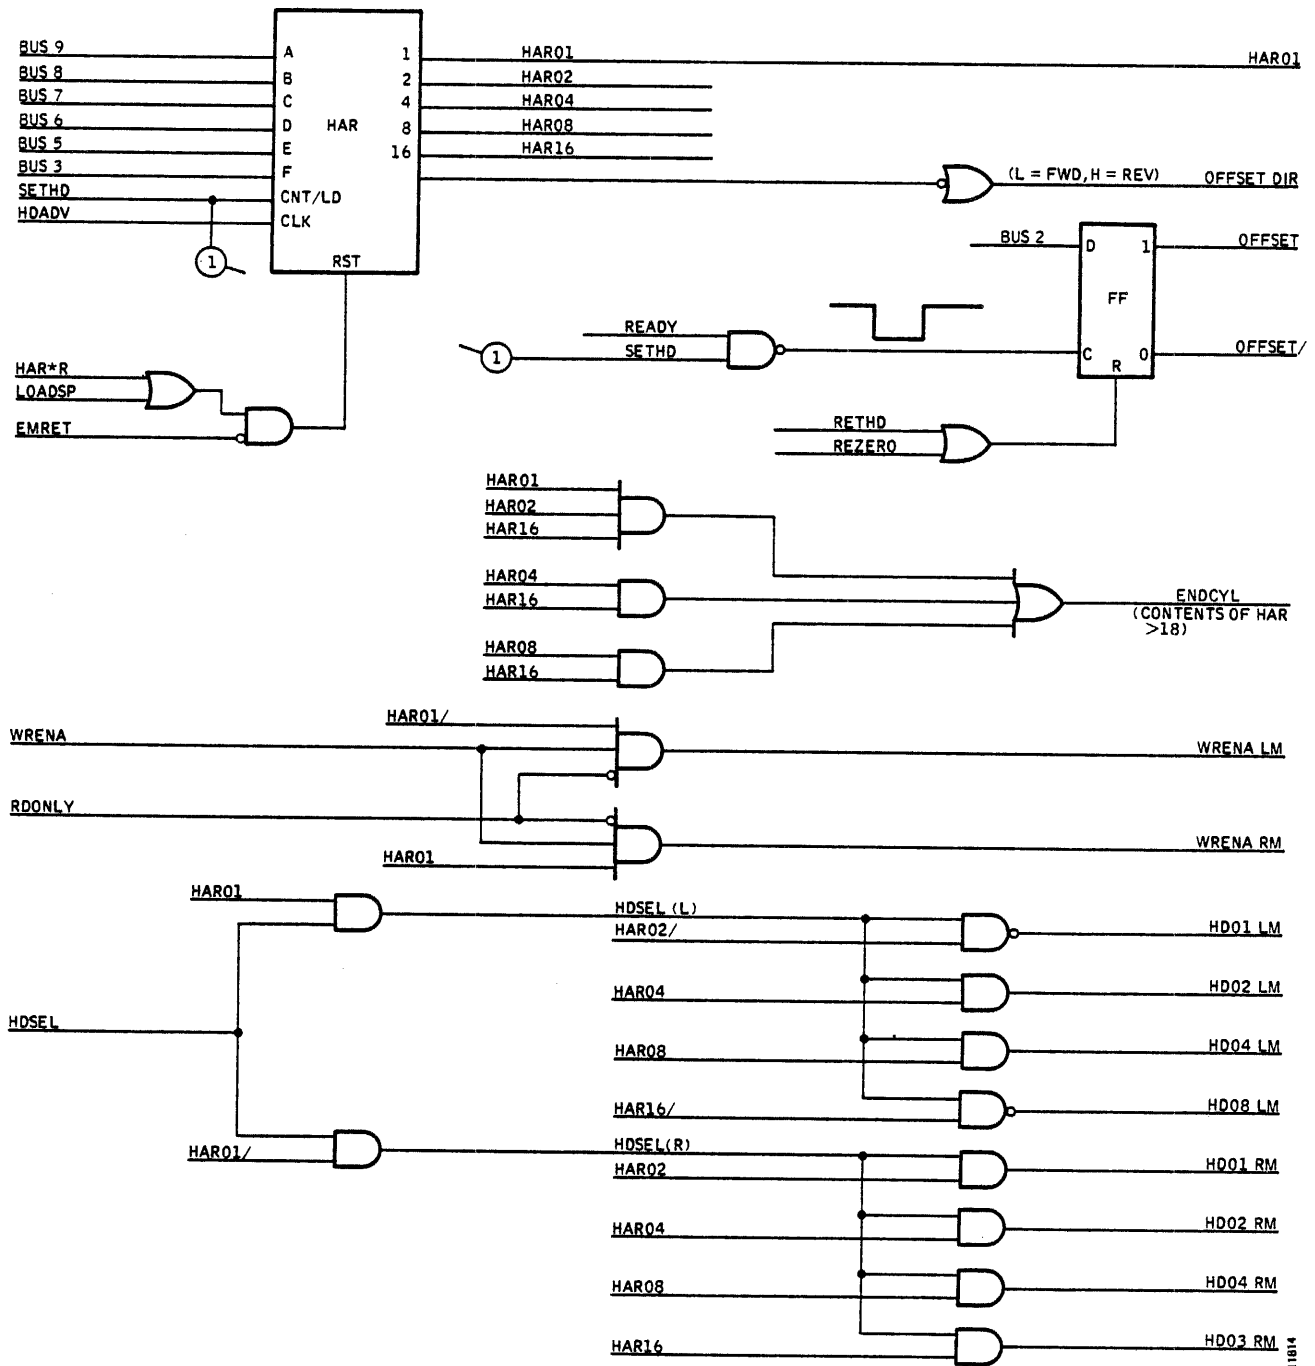 BUS 9 A 1 HAR01 HAR01
BUS 8 B 2 HAR02
BUS 7 C 4 HAR04
BUS 6 D HAR 8 HAR08
BUS 5 E 16 HAR16
BUS 3 F (L = FWD, H = REV) OFFSET DIR
SETHD CNT/LD
HDADV CLK
1 RST
BUS 2 D 1 OFFSET
FF
READY
1 SETHD C 0 OFFSET/
R
HAR*R
LOADSP
EMRET
RETHD
REZERO
HAR01
HAR02
HAR16
HAR04
HAR16
ENDCYL
(CONTENTS OF HAR
>18)
HAR08
HAR16
HAR01/
WRENA WRENA LM
RDONLY
WRENA RM
HAR01
HAR01 HDSEL (L)
HAR02/ HD01 LM
HAR04 HD02 LM
HDSEL
HAR08 HD04 LM
HAR16/ HD08 LM
HAR01/ HDSEL(R)
HAR02 HD01 RM
HAR04 HD02 RM
HAR08 HD04 RM
HAR16 HD03 RM
11814